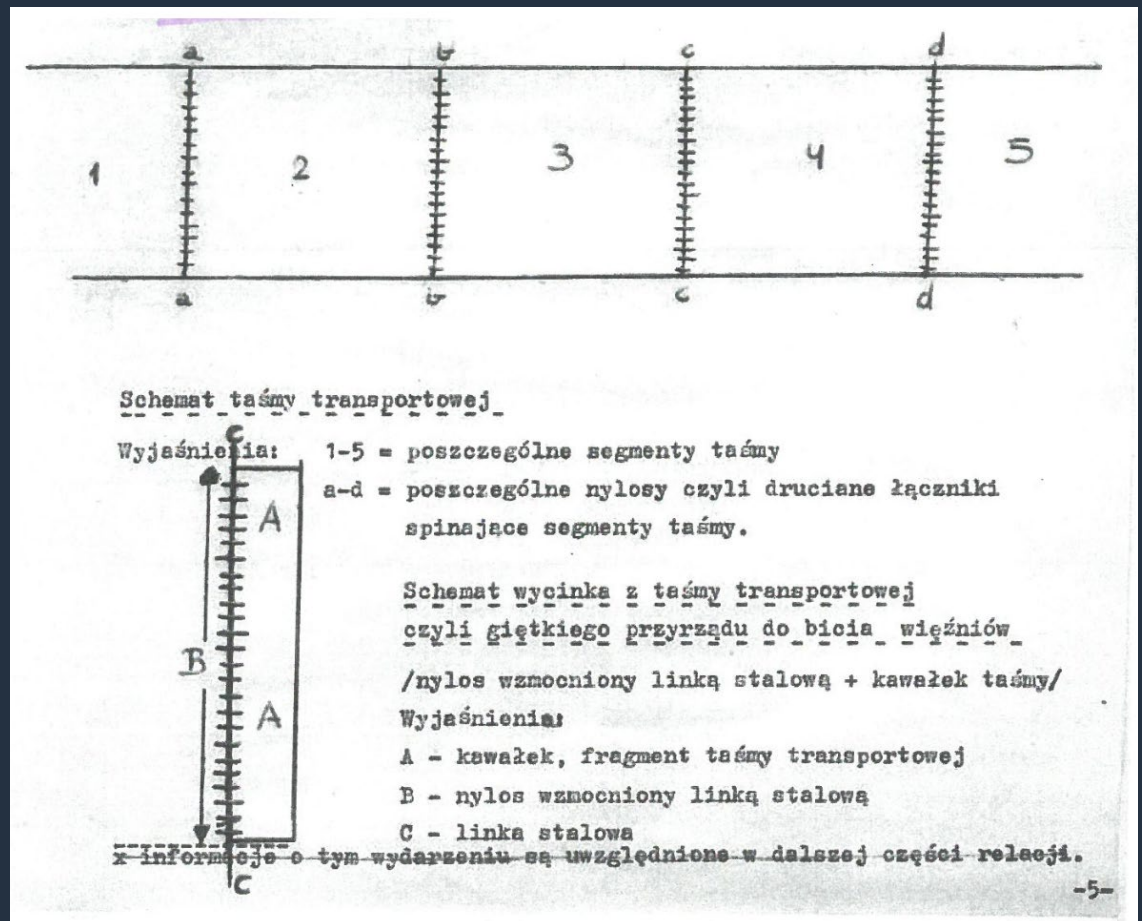 a b c d
1 2 3 4 5
a b c d
Schemat taśmy transportowej
Wyjaśnienia: 1-5 = poszczególne segmenty taśmy
a-d = poszczególne nylosy czyli druciane łączniki
spinające segmenty taśmy.
C
A
B
A
C
Schemat wycinka z taśmy transportowej
czyli giętkiego przyrządu do bicia więźniów
/nylos wzmocniony linką stalową + kawałek taśmy/
Wyjaśnienia:
A - kawałek, fragment taśmy transportowej
B - nylos wzmocniony linką stalową
C - linka stalowa
x informacje o tym wydarzeniu są uwzględnione w dalszej części relacji.
-5-